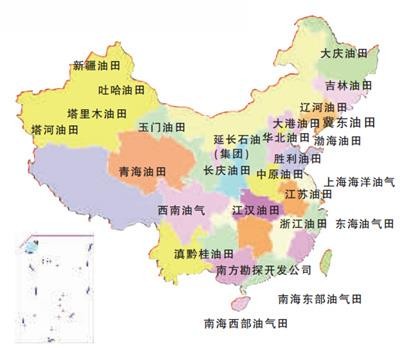 大庆油田
新疆油田
吉林油田
吐哈油田
辽河油田
塔里木油田
大港油田
冀东油田
塔河油田
玉门油田
延长石油
(集团)
华北油田
渤海油田
胜利油田
青海油田
长庆油田
中原油田
上海海洋油气
江苏油田
西南油气
江汉油田
浙江油田
东海油气田
滇黔桂油田
南方勘探开发公司
南海东部油气田
南海西部油气田